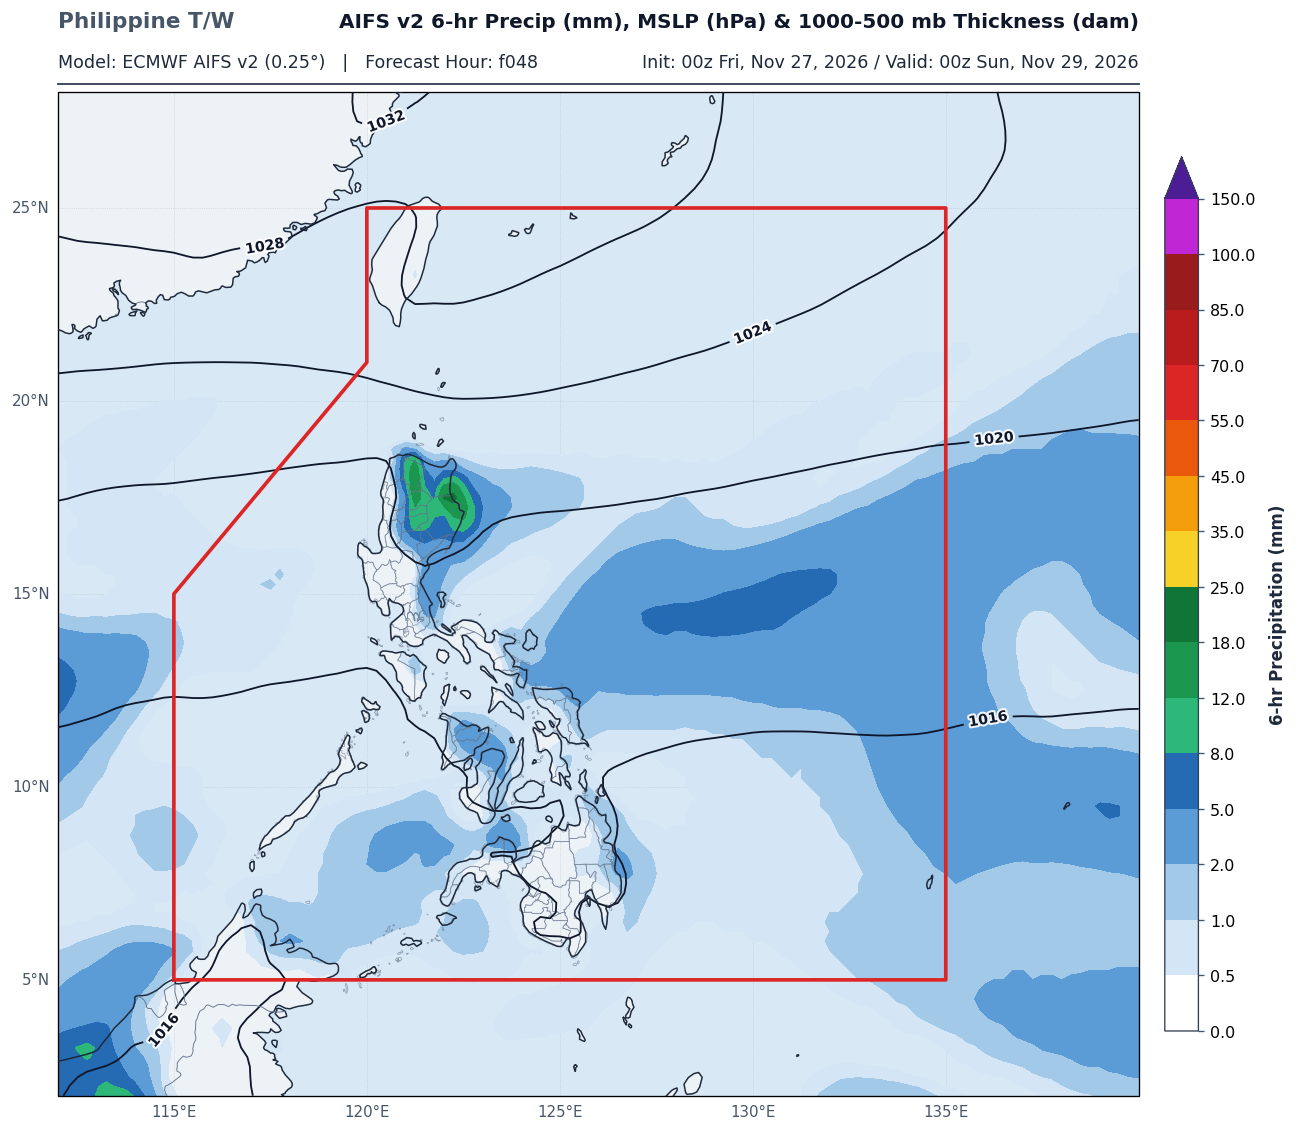 Philippine T/W
AIFS v2 6-hr Precip (mm), MSLP (hPa) & 1000-500 mb Thickness (dam)
Model: ECMWF AIFS v2 (0.25°) | Forecast Hour: f048
Init: 00z Fri, Nov 27, 2026 / Valid: 00z Sun, Nov 29, 2026
25°N
20°N
15°N
10°N
5°N
115°E
120°E
125°E
130°E
135°E
1032
1028
1024
1020
1016
1016
150.0
100.0
85.0
70.0
55.0
45.0
35.0
25.0
18.0
12.0
8.0
5.0
2.0
1.0
0.5
0.0
6-hr Precipitation (mm)